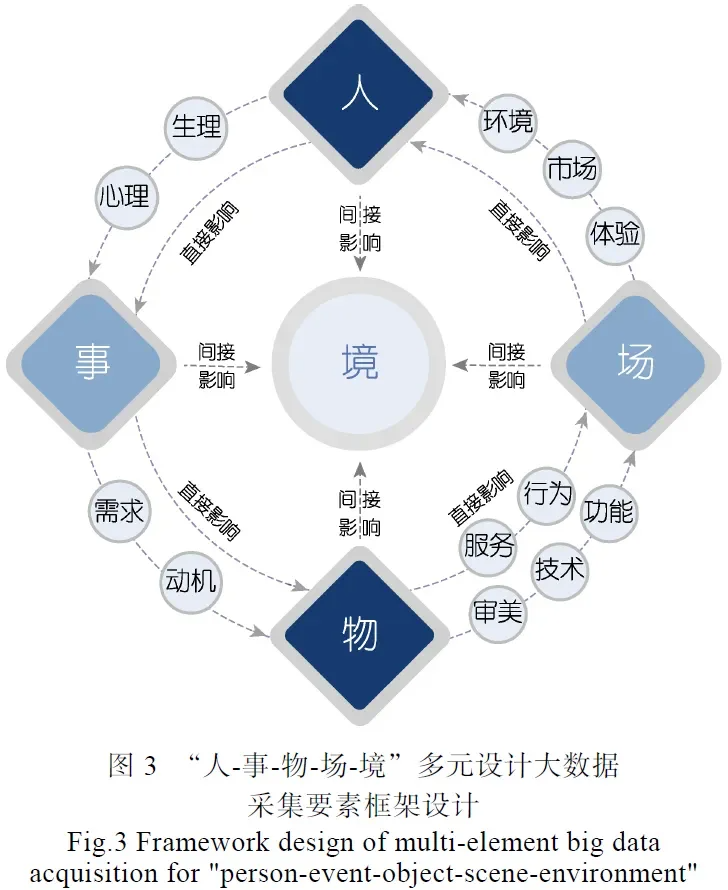 人
生理
环境
心理
市场
体验
直接影响
间接
影响
直接影响
事
间接
影响
境
间接
影响
场
需求
直接影响
间接
影响
直接影响
行为
功能
动机
服务
技术
审美
物
图 3 “人-事-物-场-境”多元设计大数据
采集要素框架设计
Fig.3 Framework design of multi-element big data
acquisition for "person-event-object-scene-environment"